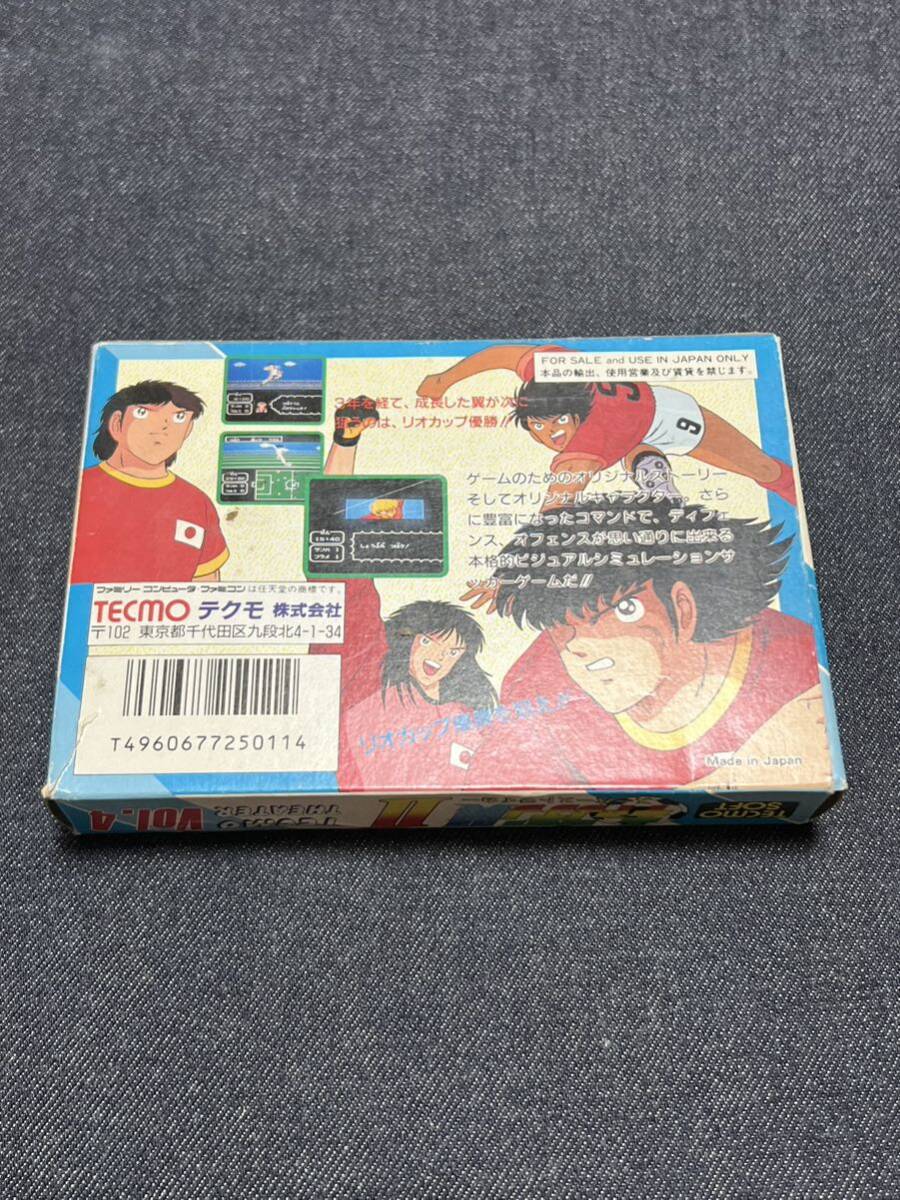 FOR SALE and USE IN JAPAN ONLY
本品の輸出、使用営業及び賃貸を禁じます。
3年を経て、成長した翼が次に
狙うのは、リオカップ優勝!!
ゲームのためのオリジナルストーリー
そしてオリジナルキャラクター。さら
に豊富になったコマンドで、ディフェ
ンス、オフェンスが思い通りに出来る
本格的ビジュアルシミュレーションサ
ッカーゲームだ!!
5
6
ファミリーコンピュータ・ファミコンは任天堂の商標です。
TECMO テクモ 株式会社
〒102 東京都千代田区九段北4-1-34
T4960677250114
リオカップ優勝を狙え!!
Made in Japan
TECMO SOFT
II
TECMO THEATER Vol.4